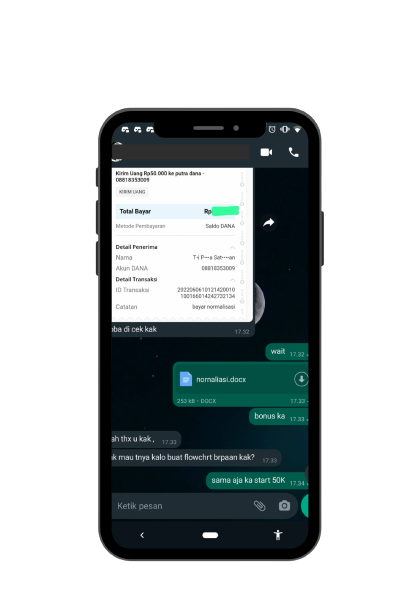 Kirim Uang Rp50.000 ke putra dana -
08818353009
KIRIM UANG
Total Bayar Rp
Metode Pembayaran Saldo DANA
Detail Penerima
Nama T-i P---a Sat---an
Akun DANA 08818353009
Detail Transaksi
ID Transaksi 2022060610121420010
100166014242732134
Catatan bayar normalisasi
oba di cek kak 17.32
wait 17.32
normaliasi.docx
253 kB • DOCX 17.33
bonus ka 17.33
ah thx u kak, 17.33
ak mau tnya kalo buat flowchrt brpaan kak? 17.33
sama aja ka start 50K 17.34
Ketik pesan